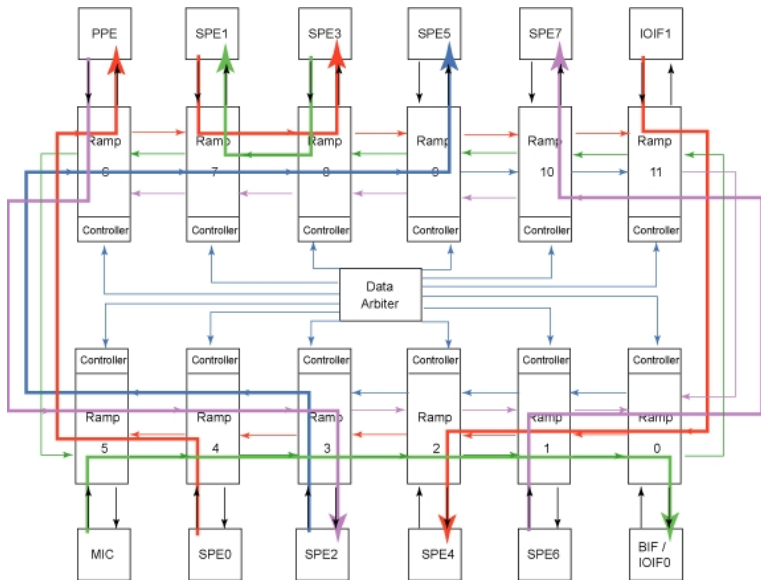 PPE SPE1 SPE3 SPE5 SPE7 IOIF1
Ramp Ramp Ramp Ramp Ramp Ramp
6 7 8 9 10 11
Controller Controller Controller Controller Controller Controller
Data
Arbiter
Controller Controller Controller Controller Controller Controller
Ramp Ramp Ramp Ramp Ramp Ramp
5 4 3 2 1 0
MIC SPE0 SPE2 SPE4 SPE6 BIF /
IOIF0